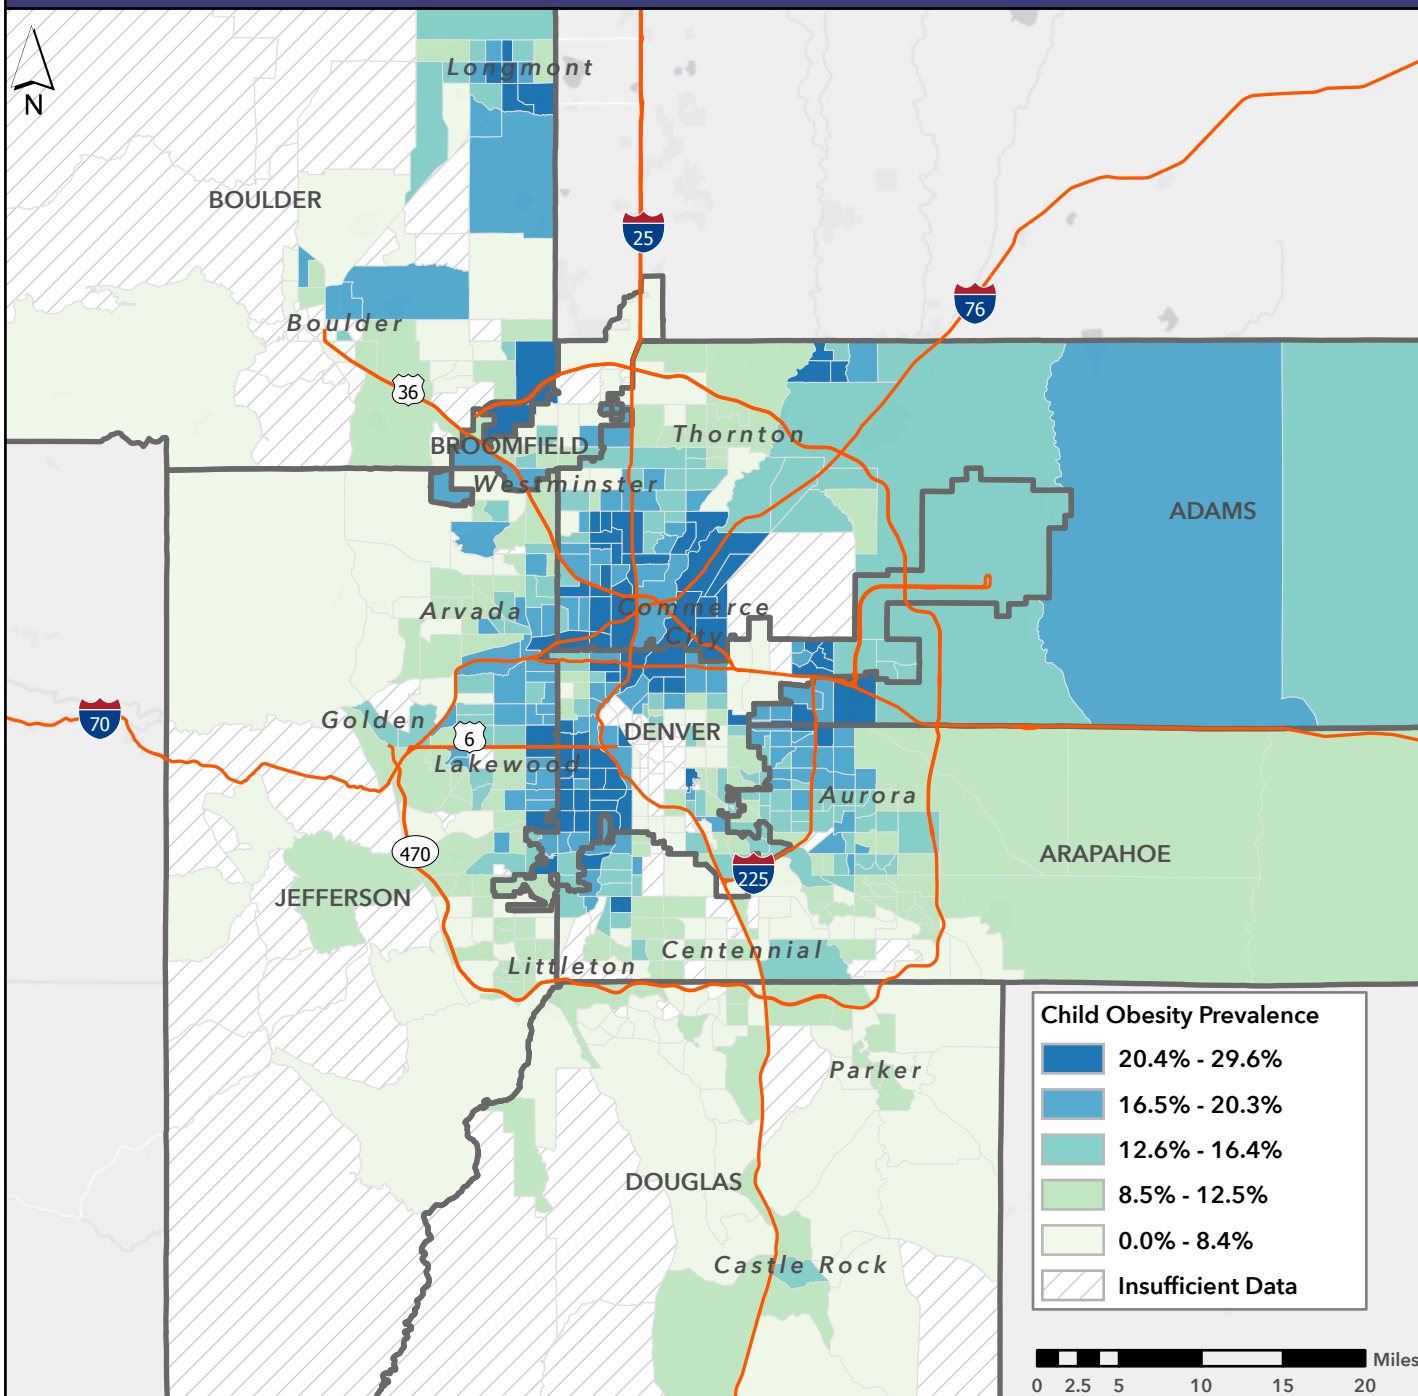 N
Longmont
BOULDER
25
76
Boulder
36
Thornton
BROOMFIELD
Westminster
ADAMS
Arvada
Commerce
City
70
Golden
6
DENVER
Lakewood
Aurora
470
ARAPAHOE
225
JEFFERSON
Centennial
Littleton
Child Obesity Prevalence
20.4% - 29.6%
16.5% - 20.3%
12.6% - 16.4%
8.5% - 12.5%
0.0% - 8.4%
Insufficient Data
Parker
DOUGLAS
Castle Rock
Miles
0 2.5 5 10 15 20